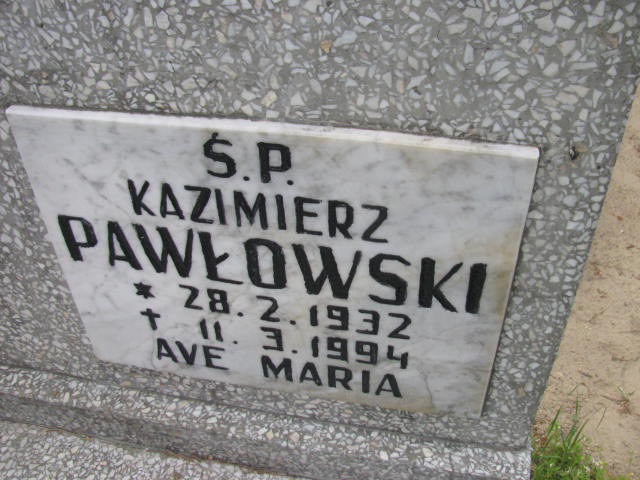 Ś.P.
KAZIMIERZ
PAWŁOWSKI
* 28.2.1932
† 11.3.1994
AVE MARIA